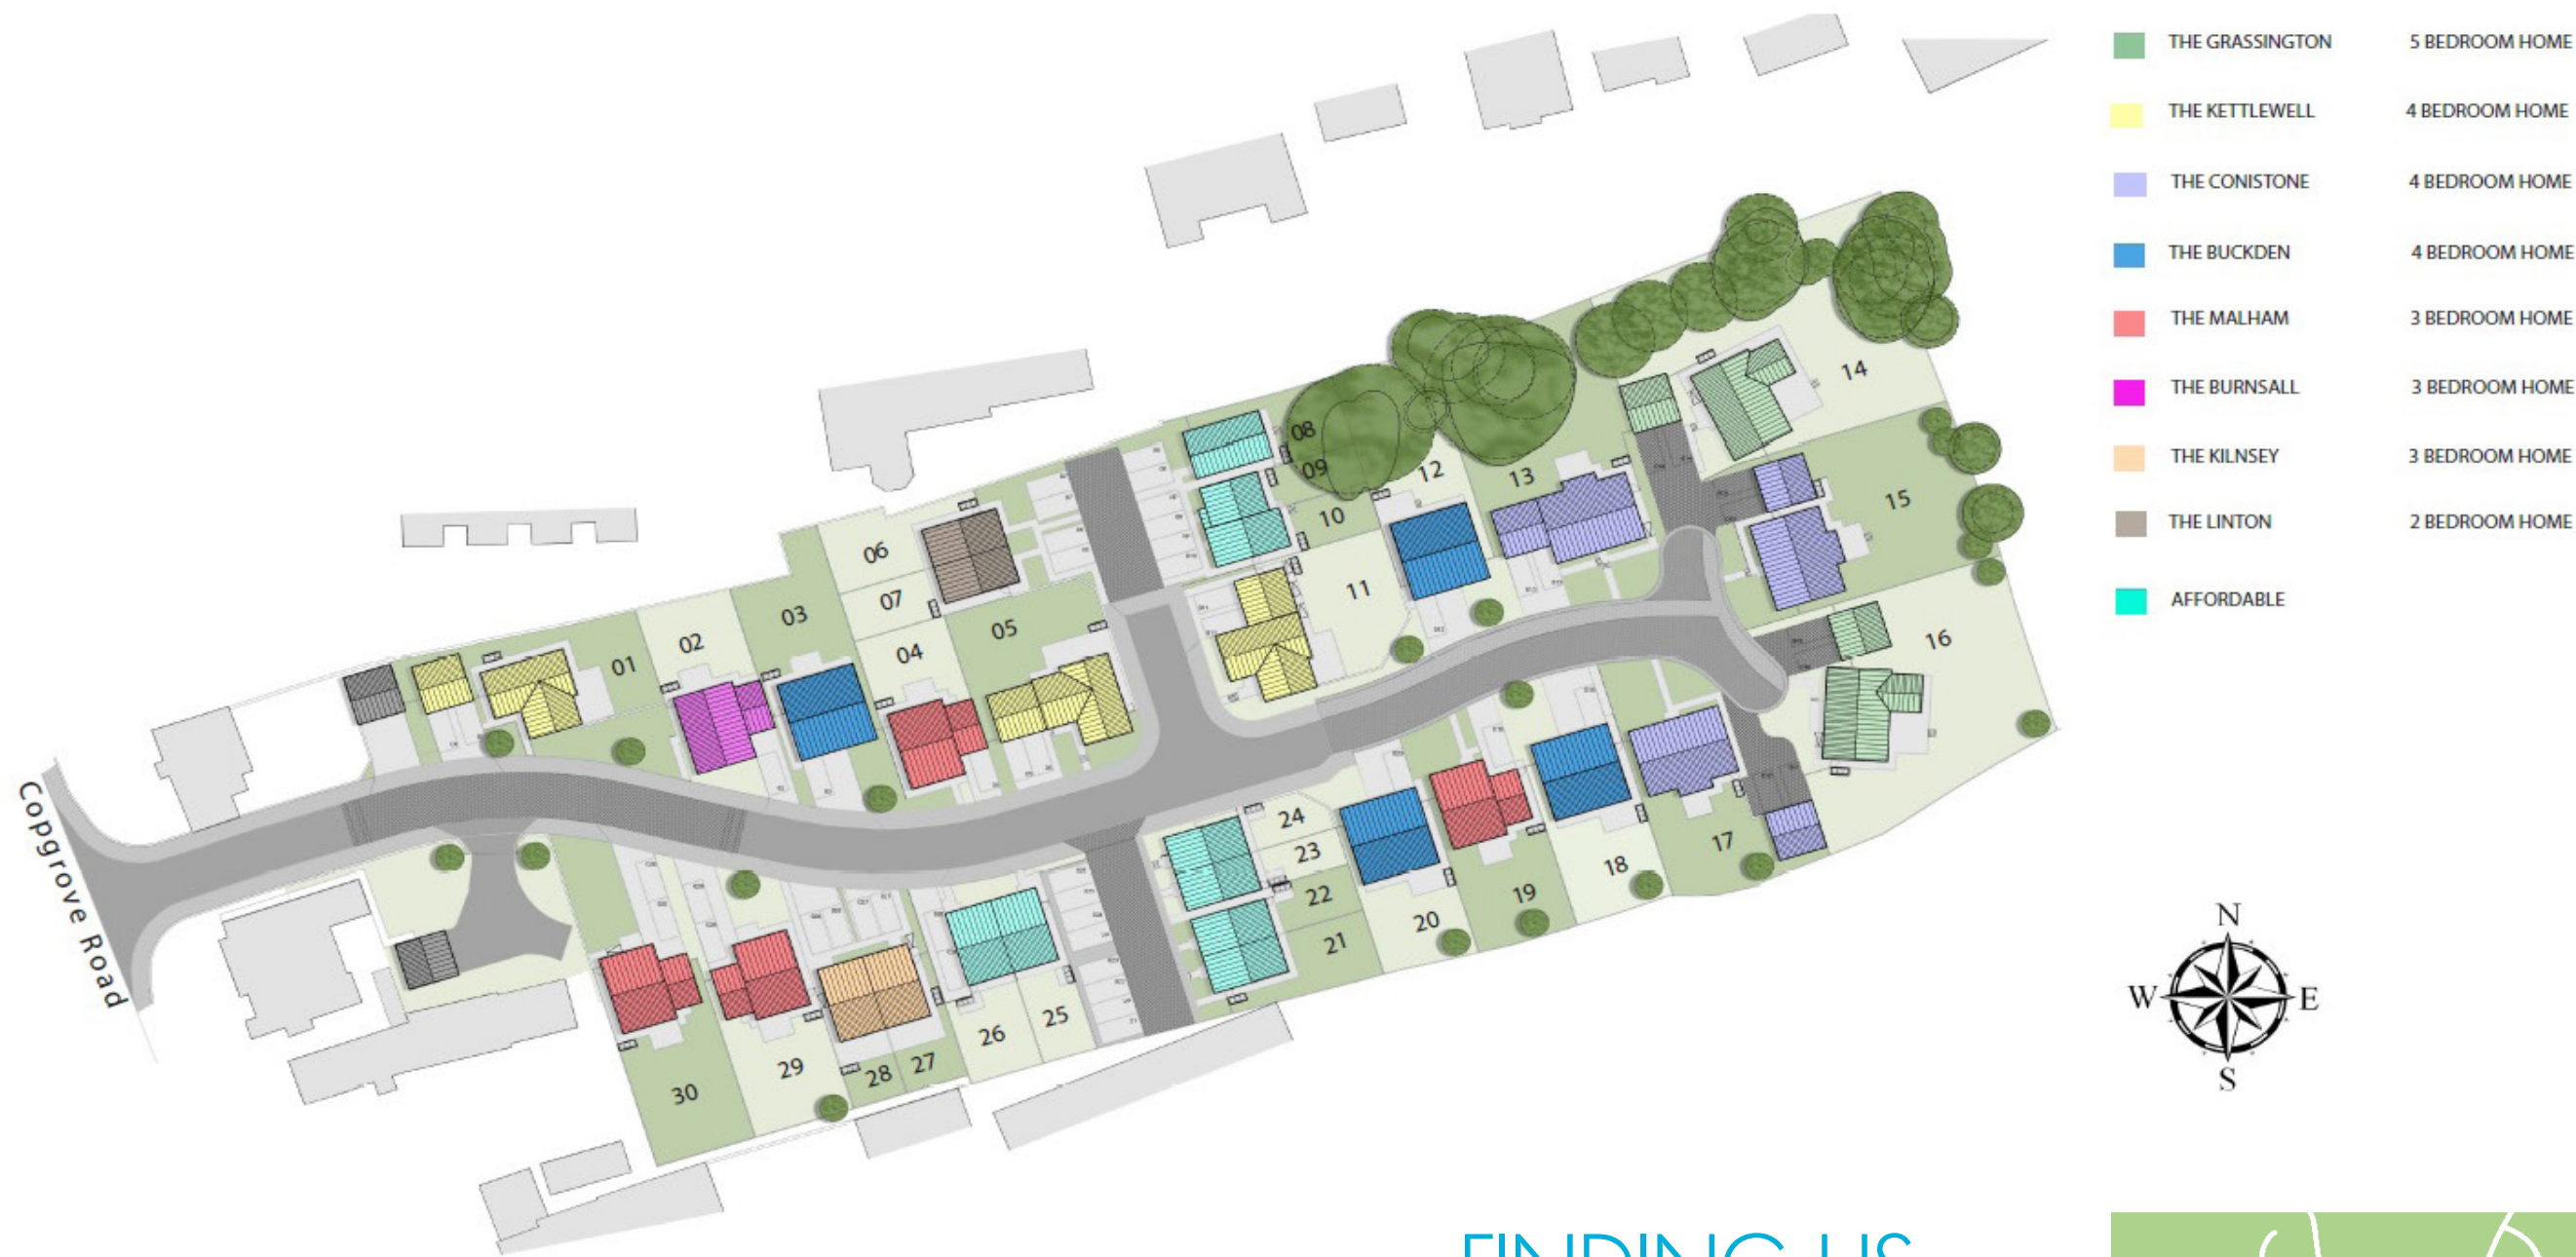 THE GRASSINGTON 5 BEDROOM HOME
THE KETTLEWELL 4 BEDROOM HOME
THE CONISTONE 4 BEDROOM HOME
THE BUCKDEN 4 BEDROOM HOME
THE MALHAM 3 BEDROOM HOME
THE BURNSALL 3 BEDROOM HOME
THE KILNSEY 3 BEDROOM HOME
THE LINTON 2 BEDROOM HOME
AFFORDABLE
14
08
09
12
13
15
10
06
11
07
03
05
02
04
01
16
24
23
17
18
22
19
20
21
25
26
27
28
29
30
Copgrove Road
N
W E
S
FINDING US